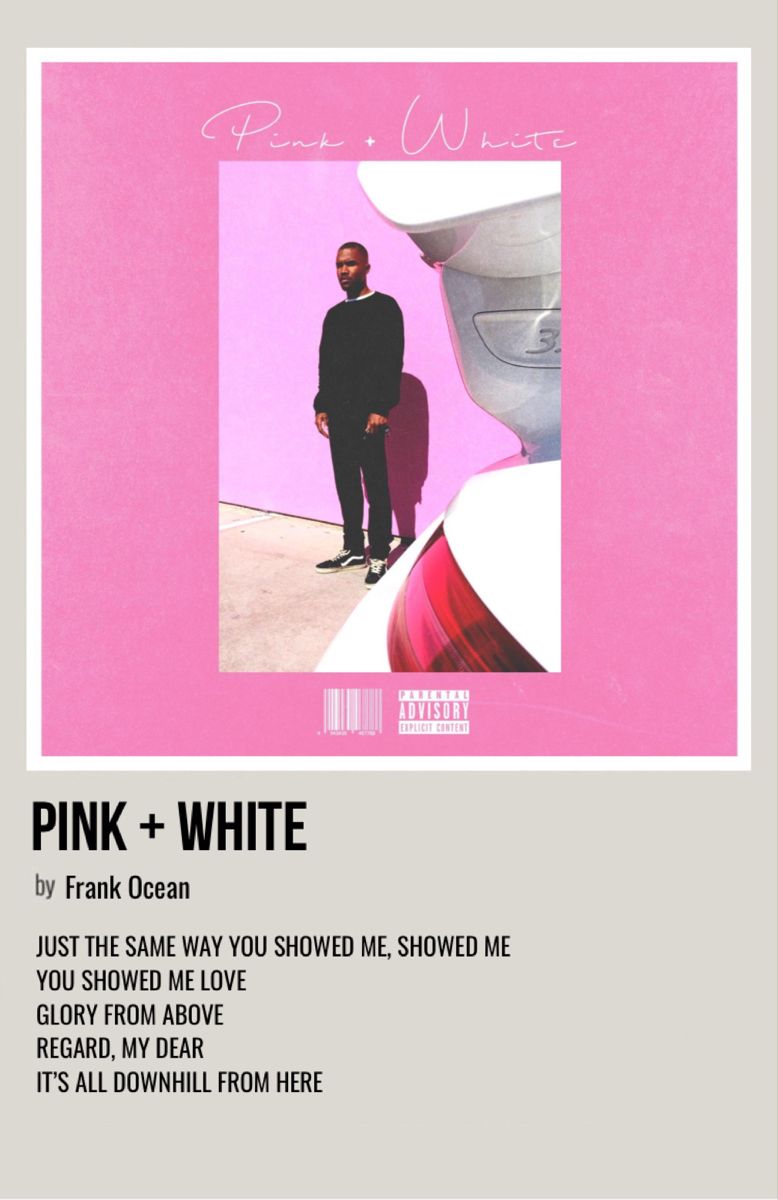 Pink + White
33
PARENTAL
ADVISORY
EXPLICIT CONTENT
PINK + WHITE
by Frank Ocean
JUST THE SAME WAY YOU SHOWED ME, SHOWED ME
YOU SHOWED ME LOVE
GLORY FROM ABOVE
REGARD, MY DEAR
IT’S ALL DOWNHILL FROM HERE